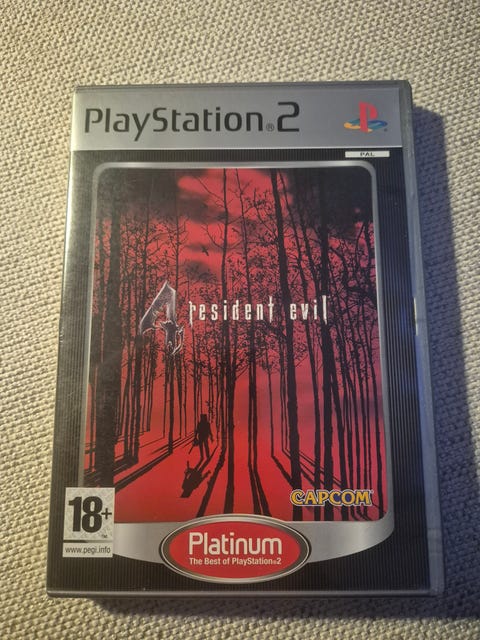 PlayStation®2
PAL
4 resident evil
CAPCOM
18+
www.pegi.info
Platinum
The Best of PlayStation®2